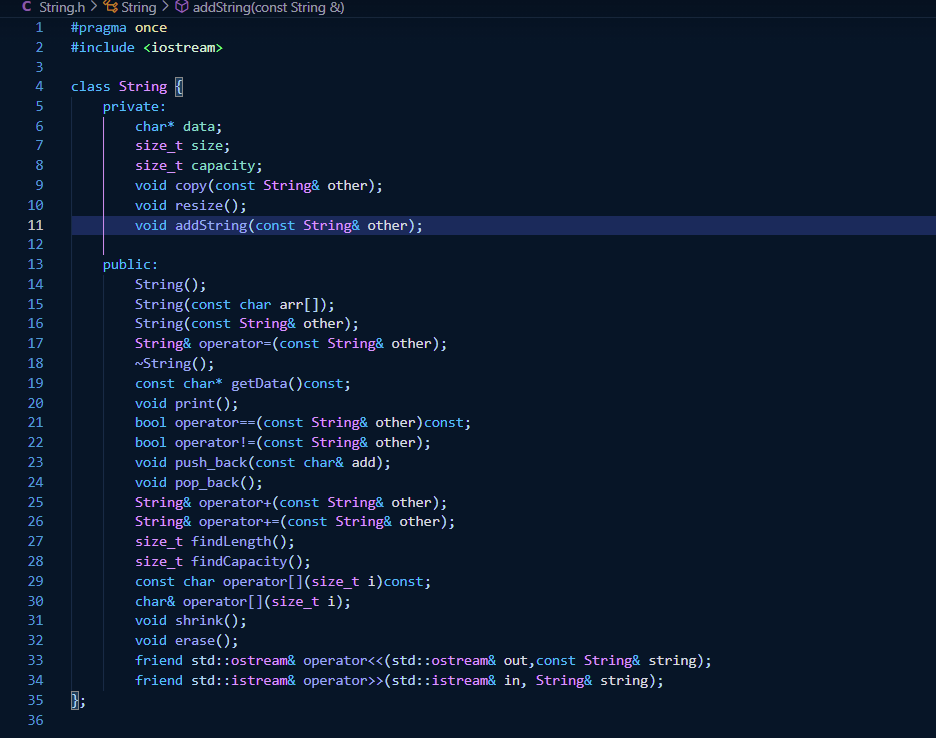 C String.h > String > addString(const String &)
1 #pragma once
2 #include <iostream>
3
4 class String {
5 private:
6 char* data;
7 size_t size;
8 size_t capacity;
9 void copy(const String& other);
10 void resize();
11 void addString(const String& other);
12
13 public:
14 String();
15 String(const char arr[]);
16 String(const String& other);
17 String& operator=(const String& other);
18 ~String();
19 const char* getData()const;
20 void print();
21 bool operator==(const String& other)const;
22 bool operator!=(const String& other);
23 void push_back(const char& add);
24 void pop_back();
25 String& operator+(const String& other);
26 String& operator+=(const String& other);
27 size_t findLength();
28 size_t findCapacity();
29 const char operator[](size_t i)const;
30 char& operator[](size_t i);
31 void shrink();
32 void erase();
33 friend std::ostream& operator<<(std::ostream& out,const String& string);
34 friend std::istream& operator>>(std::istream& in, String& string);
35 };
36